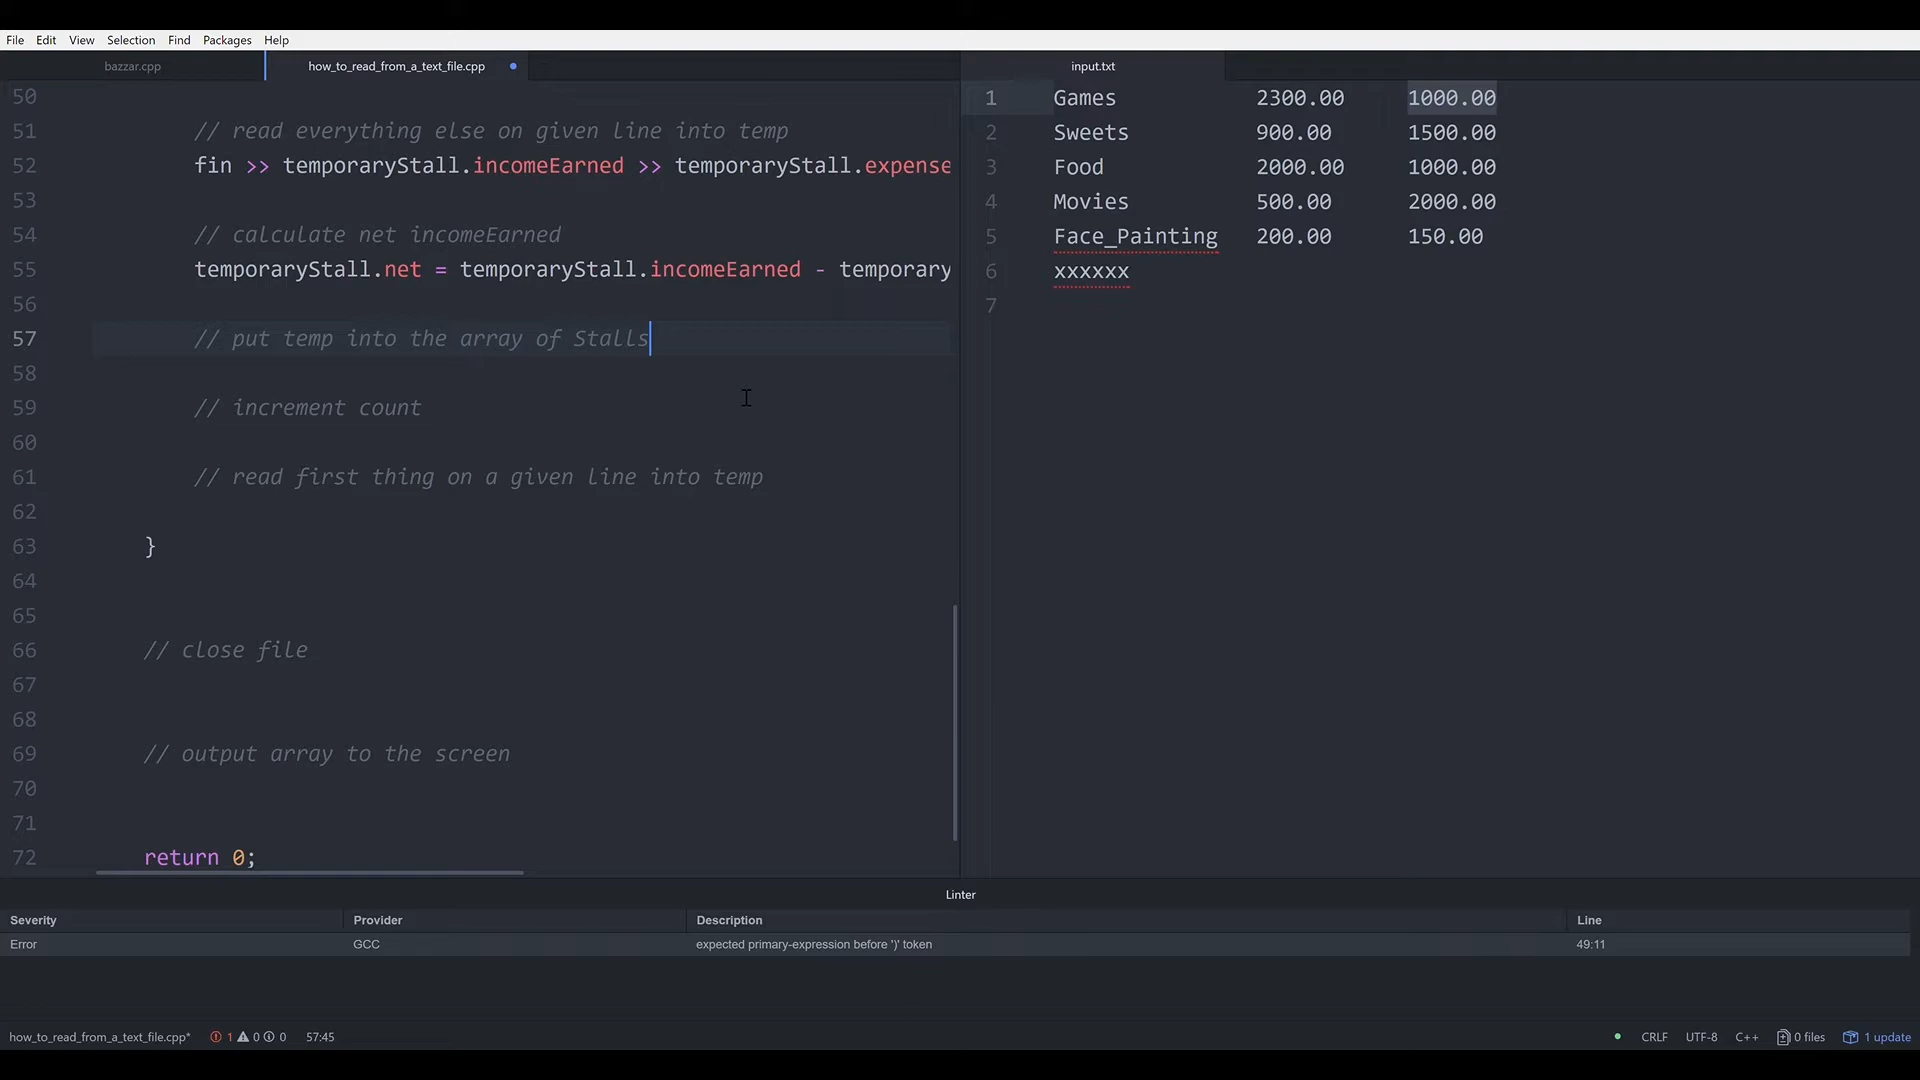 File Edit View Selection Find Packages Help
bazzar.cpp how_to_read_from_a_text_file.cpp
50
51 // read everything else on given line into temp
52 fin >> temporaryStall.incomeEarned >> temporaryStall.expense
53
54 // calculate net incomeEarned
55 temporaryStall.net = temporaryStall.incomeEarned - temporary
56
57 // put temp into the array of Stalls
58
59 // increment count
60
61 // read first thing on a given line into temp
62
63 }
64
65
66 // close file
67
68
69 // output array to the screen
70
71
72 return 0;
input.txt
1 Games 2300.00 1000.00
2 Sweets 900.00 1500.00
3 Food 2000.00 1000.00
4 Movies 500.00 2000.00
5 Face_Painting 200.00 150.00
6 xxxxxx
7
Linter
Severity Provider Description Line
Error GCC expected primary-expression before ')' token 49:11
how_to_read_from_a_text_file.cpp* 1 0 0 57:45 CRLF UTF-8 C++ 0 files 1 update